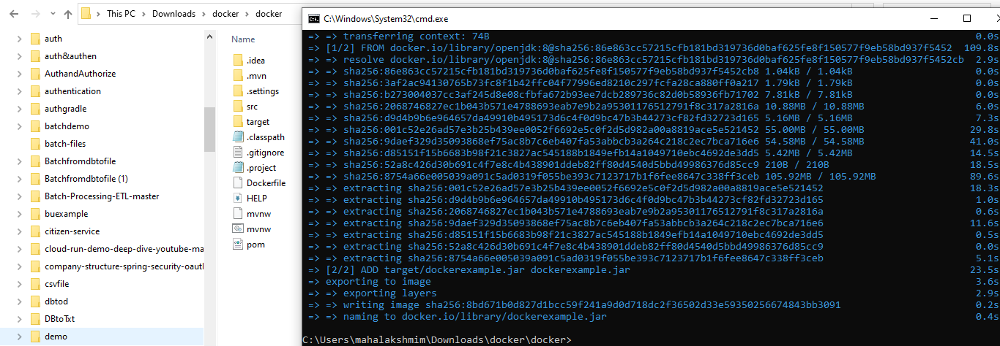 This PC > Downloads > docker > docker
auth
auth&authen
AuthandAuthorize
authentication
authgradle
batchdemo
batch-files
Batchfromdbtofile
Batchfromdbtofile (1)
Batch-Processing-ETL-master
buexample
citizen-service
cloud-run-demo-deep-dive-youtube-ma
company-structure-spring-security-oautl
csvfile
dbtod
DBtoTxt
demo
Name
.idea
.mvn
.settings
src
target
.classpath
.gitignore
.project
Dockerfile
HELP
mvnw
mvnw
pom
C:\Windows\System32\cmd.exe
=> => transferring context: 74B 0.0s
=> [1/2] FROM docker.io/library/openjdk:8@sha256:86e863cc57215cfb181bd319736d0baf625fe8f150577f9eb58bd937f5452 109.8s
=> => resolve docker.io/library/openjdk:8@sha256:86e863cc57215cfb181bd319736d0baf625fe8f150577f9eb58bd937f5452cb 2.9s
=> => sha256:86e863cc57215cfb181bd319736d0baf625fe8f150577f9eb58bd937f5452cb8 1.04kB / 1.04kB 0.0s
=> => sha256:3af2ac94130765b73fc8f1b42ffc04f77996ed8210c297fcfa28ca880ff0a217 1.79kB / 1.79kB 0.0s
=> => sha256:b273004037cc3af245d8e08cfbfa672b93ee7dcb289736c82d0b58936fb71702 7.81kB / 7.81kB 0.0s
=> => sha256:2068746827ec1b043b571e4788693eab7e9b2a95301176512791f8c317a2816a 10.88MB / 10.88MB 6.0s
=> => sha256:d9d4b9b6e964657da49910b495173d6c4f0d9bc47b3b44273cf82fd32723d165 5.16MB / 5.16MB 7.3s
=> => sha256:001c52e26ad57e3b25b439ee0052f6692e5c0f2d5d982a00a8819ace5e521452 55.00MB / 55.00MB 29.8s
=> => sha256:9daef329d35093868ef75ac8b7c6eb407fa53abbcb3a264c218c2ec7bca716e6 54.58MB / 54.58MB 41.0s
=> => sha256:d85151f15b6683b98f21c3827ac545188b1849efb14a1049710ebc4692de3dd5 5.42MB / 5.42MB 14.5s
=> => sha256:52a8c426d30b691c4f7e8c4b438901ddeb82ff80d4540d5bbd49986376d85cc9 210B / 210B 18.5s
=> => sha256:8754a66e005039a091c5ad0319f055be393c7123717b1f6fee8647c338ff3ceb 105.92MB / 105.92MB 89.6s
=> => extracting sha256:001c52e26ad57e3b25b439ee0052f6692e5c0f2d5d982a00a8819ace5e521452 18.3s
=> => extracting sha256:d9d4b9b6e964657da49910b495173d6c4f0d9bc47b3b44273cf82fd32723d165 1.0s
=> => extracting sha256:2068746827ec1b043b571e4788693eab7e9b2a95301176512791f8c317a2816a 0.6s
=> => extracting sha256:9daef329d35093868ef75ac8b7c6eb407fa53abbcb3a264c218c2ec7bca716e6 11.6s
=> => extracting sha256:d85151f15b6683b98f21c3827ac545188b1849efb14a1049710ebc4692de3dd5 0.5s
=> => extracting sha256:52a8c426d30b691c4f7e8c4b438901ddeb82ff80d4540d5bbd49986376d85cc9 0.0s
=> => extracting sha256:8754a66e005039a091c5ad0319f055be393c7123717b1f6fee8647c338ff3ceb 5.1s
=> [2/2] ADD target/dockerexample.jar dockerexample.jar 23.5s
=> exporting to image 3.6s
=> => exporting layers 2.9s
=> => writing image sha256:8bd671b0d827d1bcc59f241a9d0d718dc2f36502d33e59350256674843bb3091 0.2s
=> => naming to docker.io/library/dockerexample.jar 0.4s
C:\Users\mahalakshmim\Downloads\docker\docker>